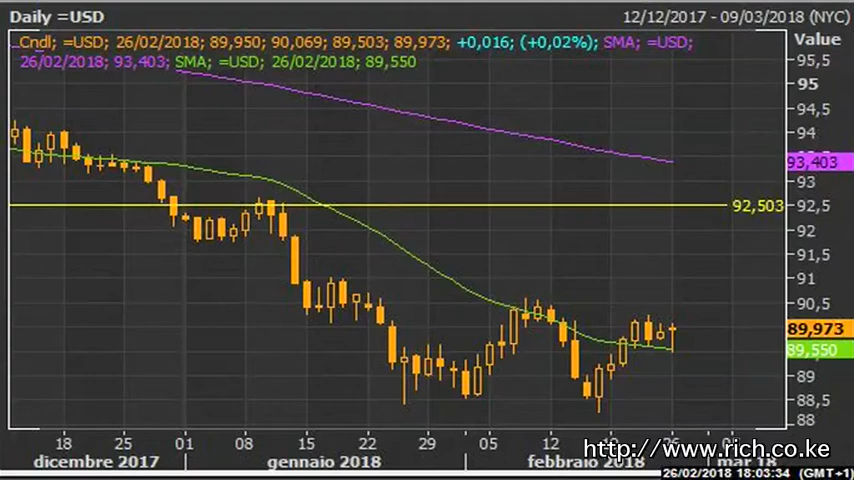 Daily =USD
12/12/2017 - 09/03/2018 (NYC)
Cndl; =USD; 26/02/2018; 89,950; 90,069; 89,503; 89,973; +0,016; (+0,02%); SMA; =USD;
26/02/2018; 93,403; SMA; =USD; 26/02/2018; 89,550
Value
95,5
95
94,5
94
93,403
93
92,503
92,5
92
91,5
91
90,5
89,973
89,550
89
88,5
88
18 25 01 08 15 22 29 05 12 19 26 05
dicembre 2017 gennaio 2018 febbraio 2018 mar 18
http://www.rich.co.ke
26/02/2018 18:03:34 (GMT+1)